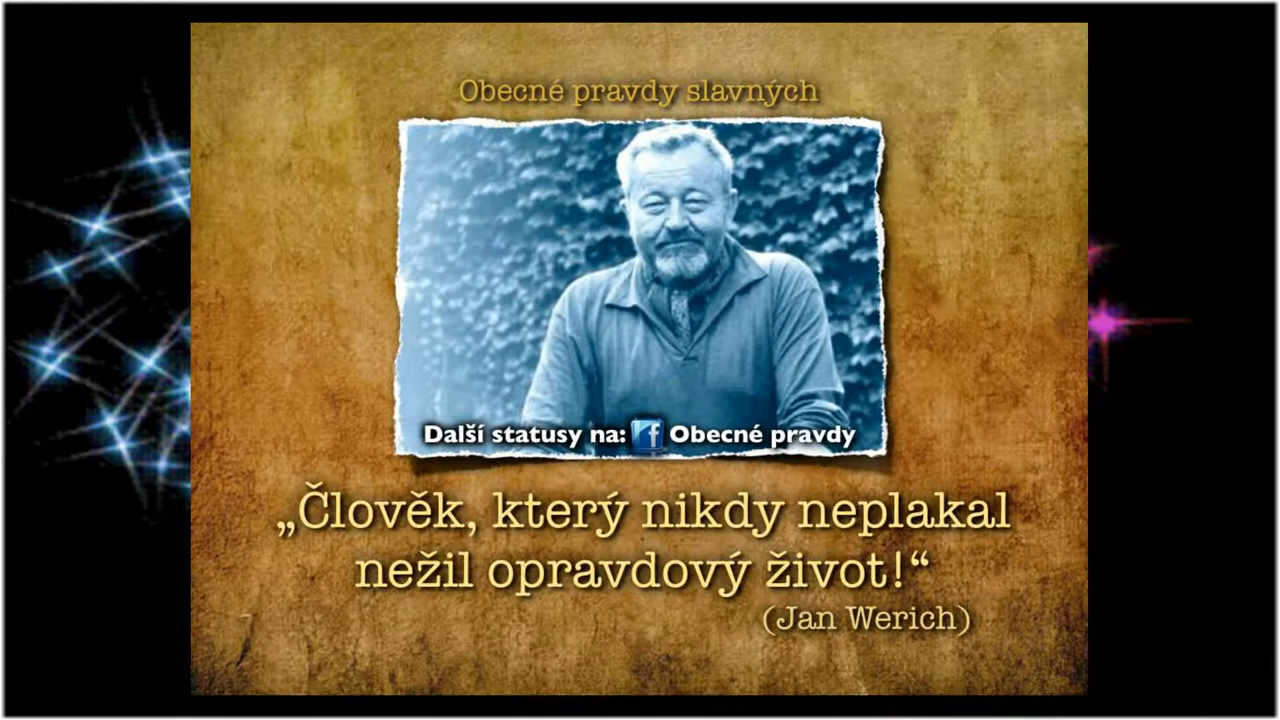 Obecné pravdy slavných
Další statusy na: f Obecné pravdy
„Člověk, který nikdy neplakal
nežil opravdový život!“
(Jan Werich)